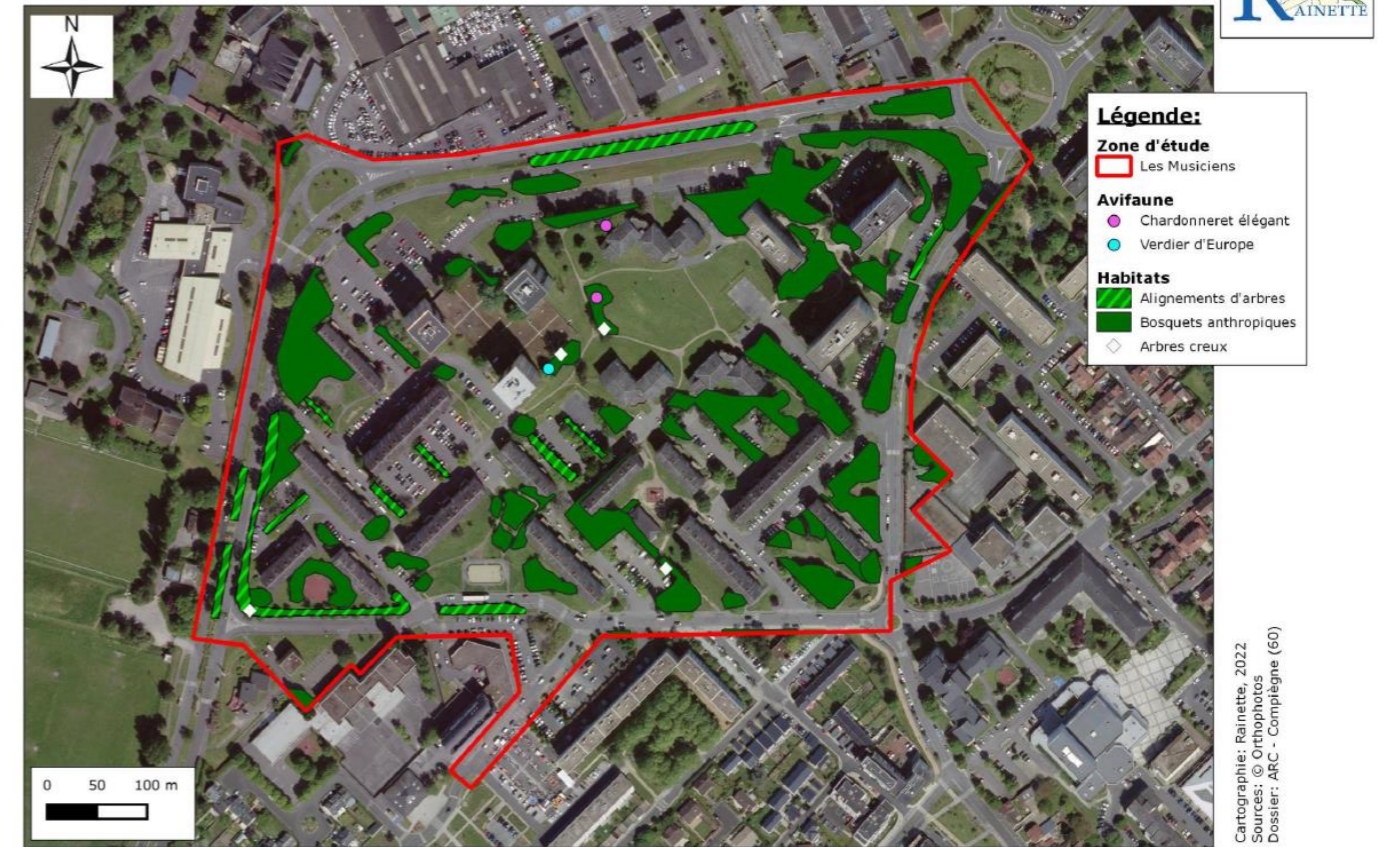 N
RAINETTE
Légende:
Zone d'étude
Les Musiciens
Avifaune
Chardonneret élégant
Verdier d'Europe
Habitats
Alignements d'arbres
Bosquets anthropiques
Arbres creux
0 50 100 m
Cartographie: Rainette, 2022
Sources: © Orthophotos
Dossier: ARC - Compiègne (60)